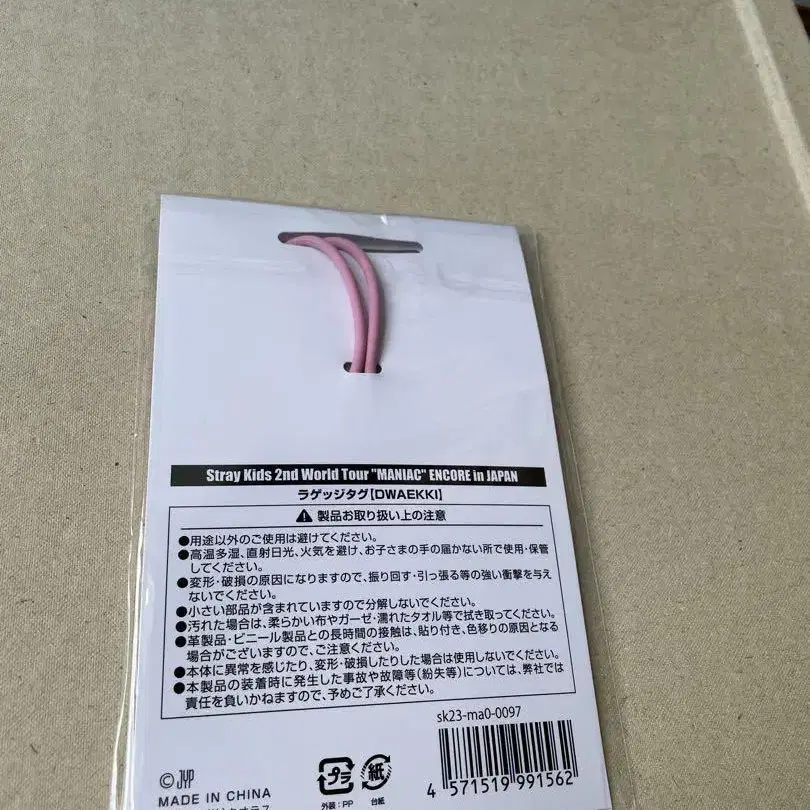 Stray Kids 2nd World Tour "MANIAC" ENCORE in JAPAN
ラゲッジタグ【DWAEKKI】
製品お取り扱い上の注意
●用途以外のご使用は避けてください。
●高温多湿、直射日光、火気を避け、お子さまの手の届かない所で使用・保管
してください。
●変形・破損の原因になりますので、振り回す・引っ張る等の強い衝撃を与え
ないでください。
●小さい部品が含まれていますので分解しないでください。
●汚れた場合は、柔らかい布やガーゼ・濡れたタオル等で拭き取ってください。
●革製品・ビニール製品との長時間の接触は、貼り付き、色移りの原因となる
場合がございますので、ご注意ください。
●本体に異常を感じたり、変形・破損したりした場合は使用しないでください。
●本製品の装着時に発生した事故や故障等(紛失等)については、弊社では
責任を負いかねますので、予めご了承ください。
sk23-ma0-0097
4 571519 991562
©JYP
MADE IN CHINA
プラ 紙
外装:PP 台紙